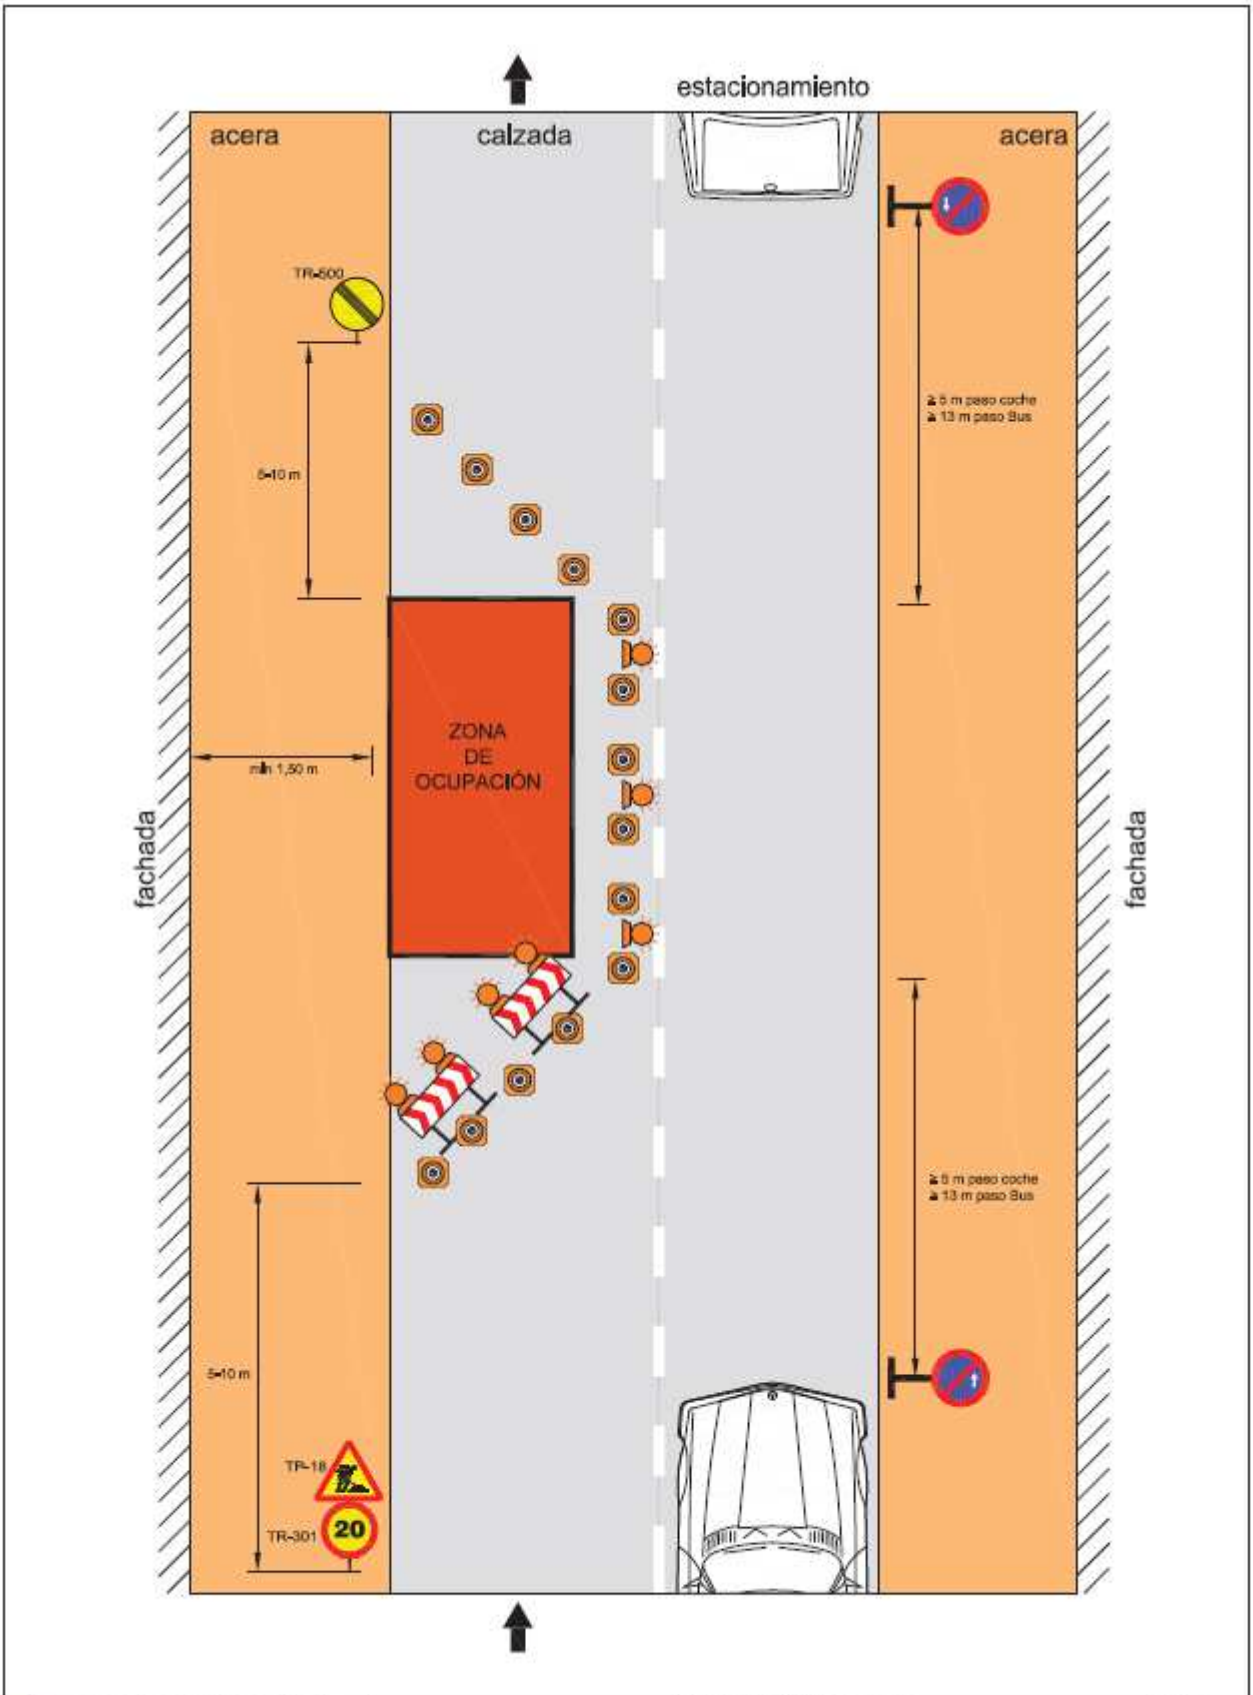 estacionamiento
acera
calzada
acera
TR-500
≥ 5 m paso coche
≥ 13 m paso Bus
5-10 m
ZONA
DE
OCUPACIÓN
min 1,50 m
fachada
fachada
≥ 5 m paso coche
≥ 13 m paso Bus
5-10 m
TP-18
TR-301
20